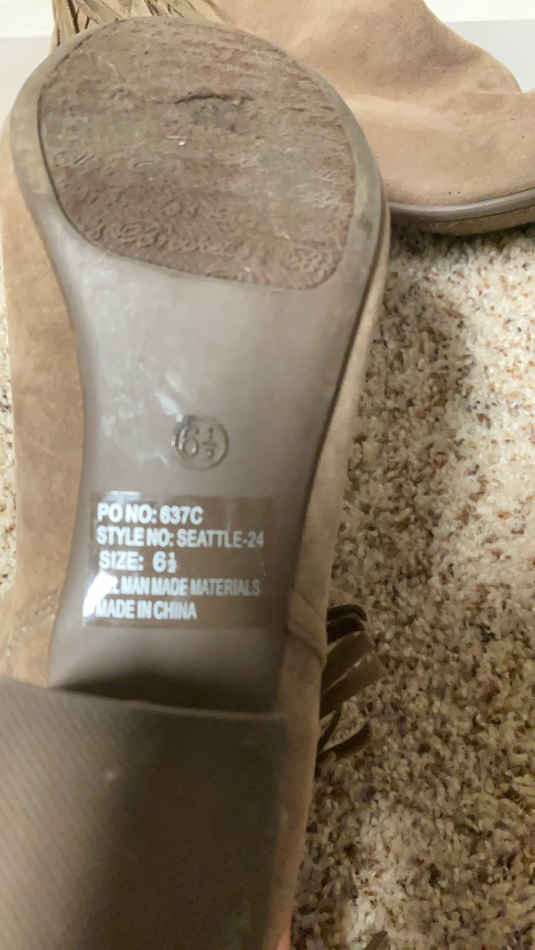 6½
PO NO: 637C
STYLE NO: SEATTLE-24
SIZE: 6½
MAN MADE MATERIALS
MADE IN CHINA